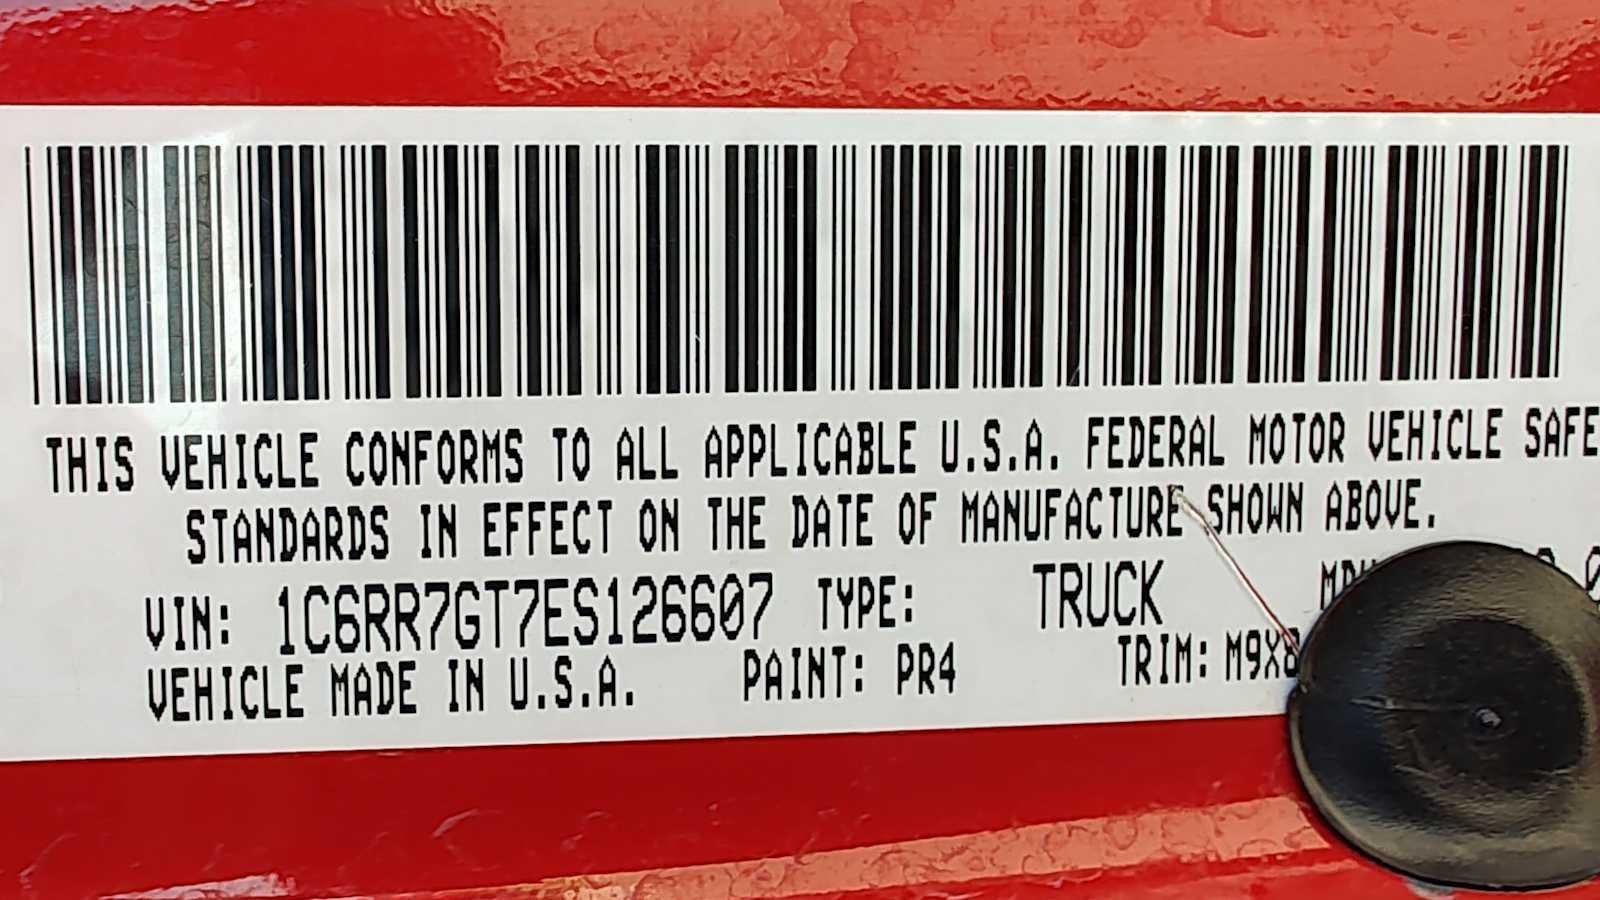 THIS VEHICLE CONFORMS TO ALL APPLICABLE U.S.A. FEDERAL MOTOR VEHICLE SAFE
STANDARDS IN EFFECT ON THE DATE OF MANUFACTURE SHOWN ABOVE.
VIN: 1C6RR7GT7ES126607 TYPE: TRUCK
VEHICLE MADE IN U.S.A. PAINT: PR4 TRIM: M9X8